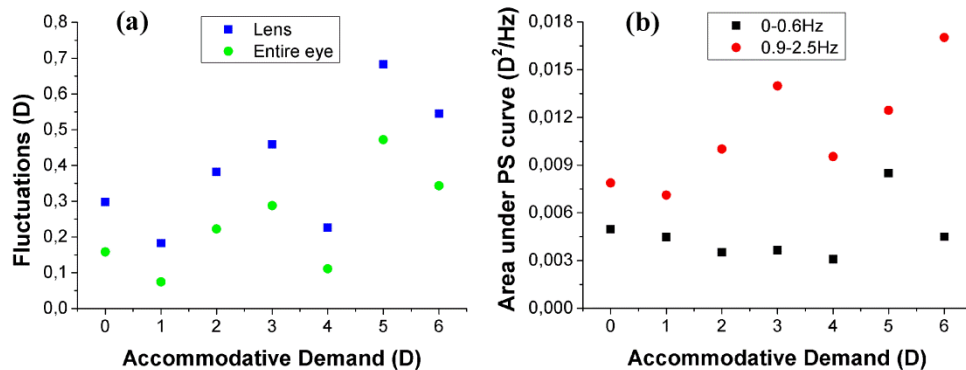 (a)
Lens
Entire eye
Fluctuations (D)
0,8
0,7
0,6
0,5
0,4
0,3
0,2
0,1
0,0
0 1 2 3 4 5 6
Accommodative Demand (D)
(b)
0-0.6Hz
0.9-2.5Hz
Area under PS curve (D²/Hz)
0,018
0,015
0,012
0,009
0,006
0,003
0,000
0 1 2 3 4 5 6
Accommodative Demand (D)